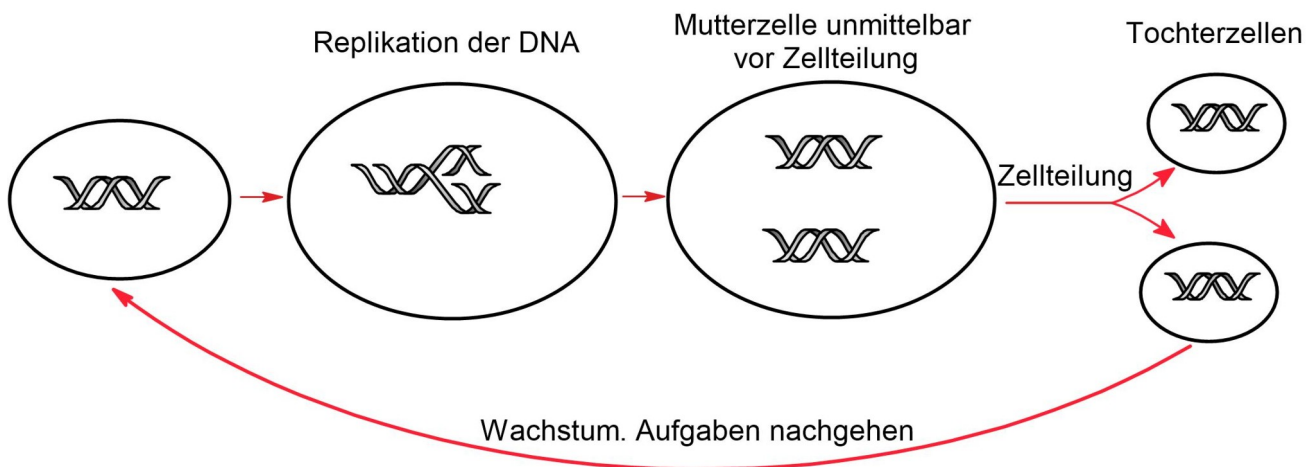 Replikation der DNA
Mutterzelle unmittelbar
vor Zellteilung
Tochterzellen
Zellteilung
Wachstum. Aufgaben nachgehen